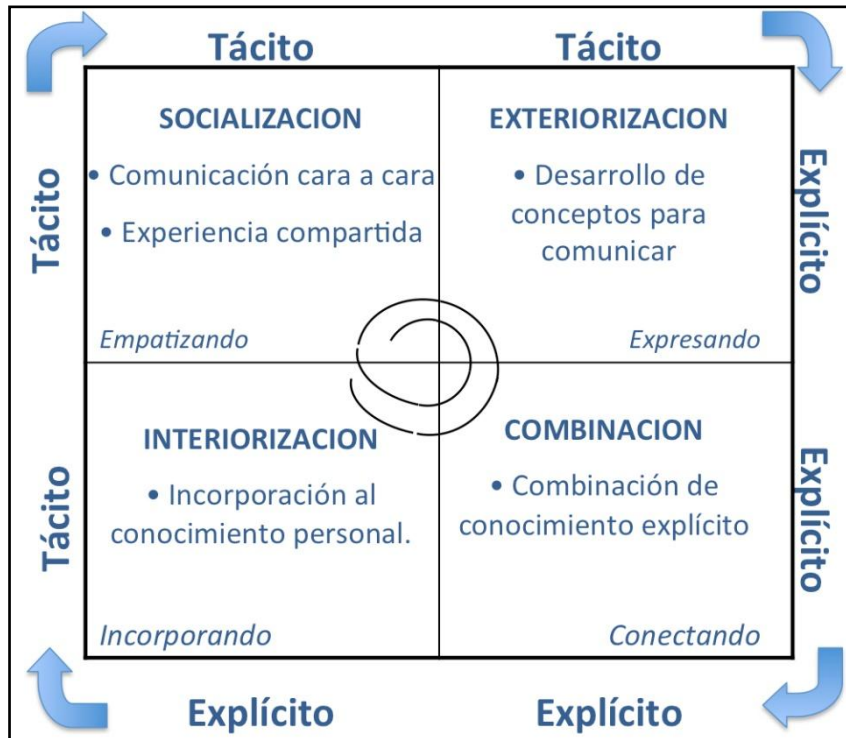 Tácito
Tácito
Tácito
SOCIALIZACION
• Comunicación cara a cara
• Experiencia compartida
Empatizando
EXTERIORIZACION
• Desarrollo de
conceptos para
comunicar
Expresando
Explícito
Tácito
INTERIORIZACION
• Incorporación al
conocimiento personal.
Incorporando
COMBINACION
• Combinación de
conocimiento explícito
Conectando
Explícito
Explícito
Explícito